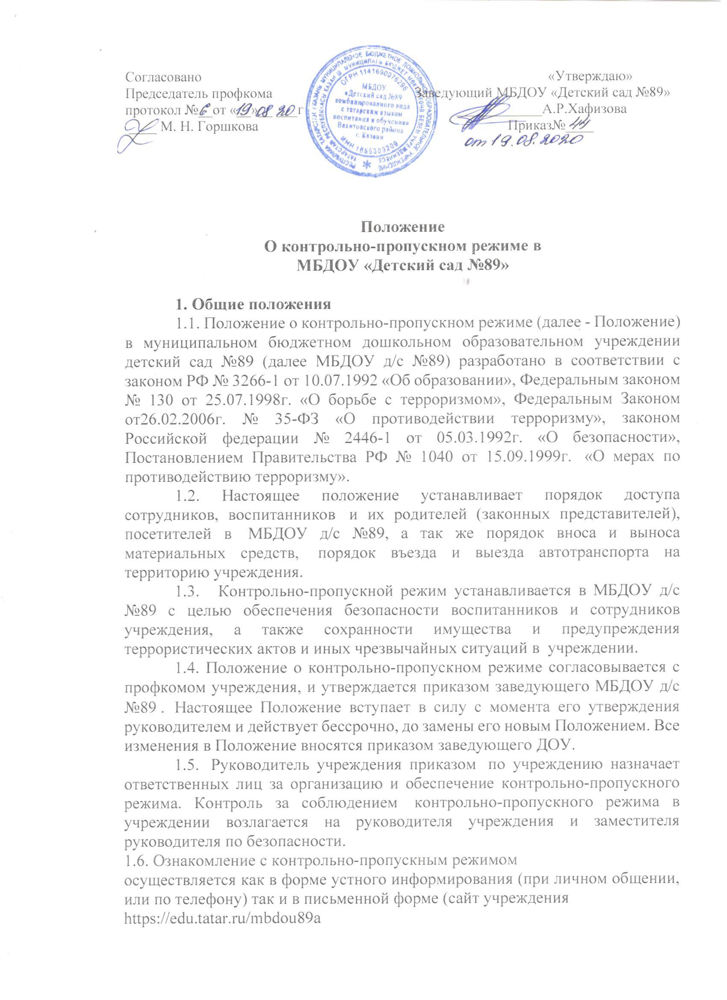 Согласовано
Председатель профкома
протокол № 6 от «19» 08 20 г
М. Н. Горшкова
РЕСПУБЛИКА ТАТАРСТАН Г.КАЗАНЬ МУНИЦИПАЛЬНОЕ БЮДЖЕТНОЕ ДОШКОЛЬНОЕ ОБРАЗОВАТЕЛЬНОЕ УЧРЕЖДЕНИЕ
ОГРН 1141690076296
МБДОУ
«Детский сад №89
комбинированного вида
с татарским языком
воспитания и обучения»
Вахитовского района
г. Казани
ИНН 1655303209
«Утверждаю»
Заведующий МБДОУ «Детский сад №89»
А.Р.Хафизова
Приказ№ 44
от 19.08.2020
Положение
О контрольно-пропускном режиме в
МБДОУ «Детский сад №89»
1. Общие положения
1.1. Положение о контрольно-пропускном режиме (далее - Положение)
в муниципальном бюджетном дошкольном образовательном учреждении
детский сад №89 (далее МБДОУ д/с №89) разработано в соответствии с
законом РФ № 3266-1 от 10.07.1992 «Об образовании», Федеральным законом
№ 130 от 25.07.1998г. «О борьбе с терроризмом», Федеральным Законом
от26.02.2006г. № 35-ФЗ «О противодействии терроризму», законом
Российской федерации № 2446-1 от 05.03.1992г. «О безопасности»,
Постановлением Правительства РФ № 1040 от 15.09.1999г. «О мерах по
противодействию терроризму».
1.2. Настоящее положение устанавливает порядок доступа
сотрудников, воспитанников и их родителей (законных представителей),
посетителей в МБДОУ д/с №89, а так же порядок вноса и выноса
материальных средств, порядок въезда и выезда автотранспорта на
территорию учреждения.
1.3. Контрольно-пропускной режим устанавливается в МБДОУ д/с
№89 с целью обеспечения безопасности воспитанников и сотрудников
учреждения, а также сохранности имущества и предупреждения
террористических актов и иных чрезвычайных ситуаций в учреждении.
1.4. Положение о контрольно-пропускном режиме согласовывается с
профкомом учреждения, и утверждается приказом заведующего МБДОУ д/с
№89 . Настоящее Положение вступает в силу с момента его утверждения
руководителем и действует бессрочно, до замены его новым Положением. Все
изменения в Положение вносятся приказом заведующего ДОУ.
1.5. Руководитель учреждения приказом по учреждению назначает
ответственных лиц за организацию и обеспечение контрольно-пропускного
режима. Контроль за соблюдением контрольно-пропускного режима в
учреждении возлагается на руководителя учреждения и заместителя
руководителя по безопасности.
1.6. Ознакомление с контрольно-пропускным режимом
осуществляется как в форме устного информирования (при личном общении,
или по телефону) так и в письменной форме (сайт учреждения
https://edu.tatar.ru/mbdou89a